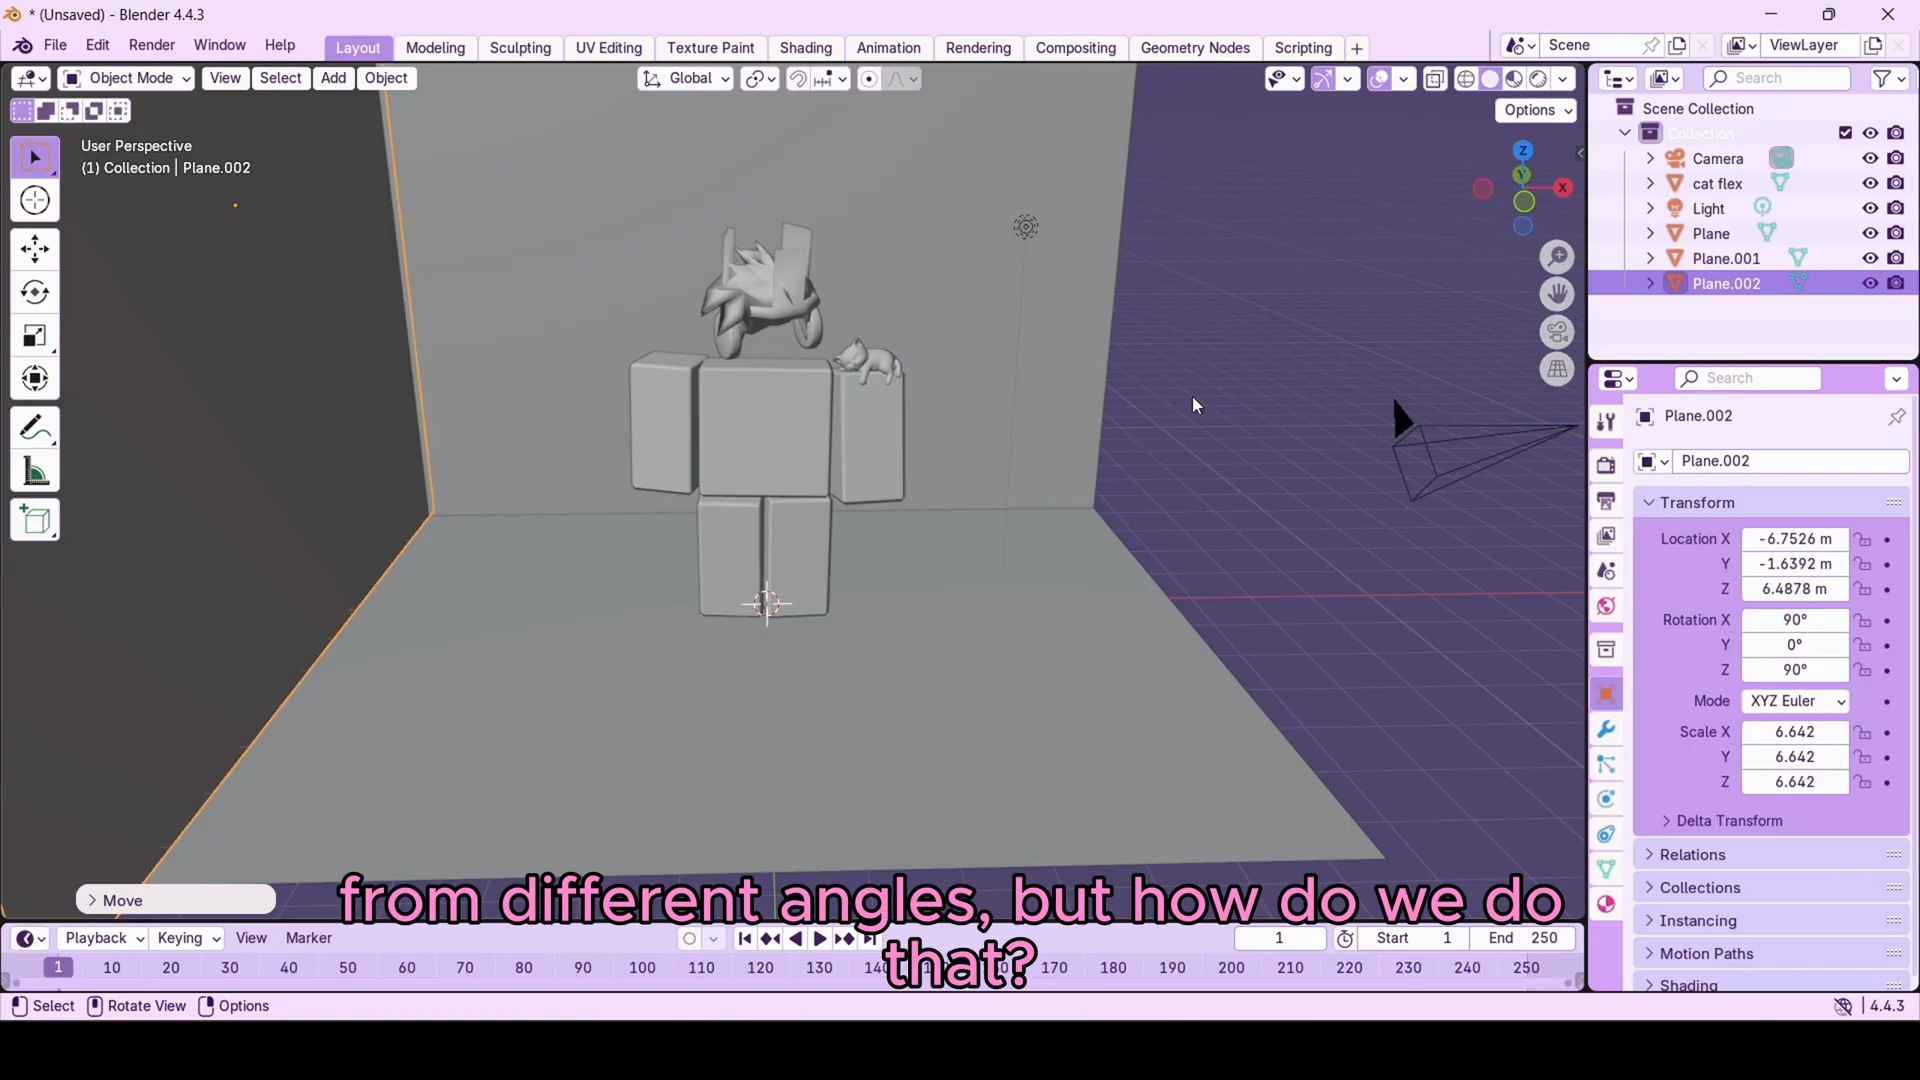 * (Unsaved) - Blender 4.4.3
File Edit Render Window Help Layout Modeling Sculpting UV Editing Texture Paint Shading Animation Rendering Compositing Geometry Nodes Scripting + Scene ViewLayer
Object Mode View Select Add Object Global Search
Options
Scene Collection
Collection
User Perspective
(1) Collection | Plane.002
Z
Y
X
Camera
cat flex
Light
Plane
Plane.001
Plane.002
Search
Plane.002
Plane.002
Transform
Location X -6.7526 m
Y -1.6392 m
Z 6.4878 m
Rotation X 90°
Y 0°
Z 90°
Mode XYZ Euler
Scale X 6.642
Y 6.642
Z 6.642
Delta Transform
Relations
Collections
Instancing
Motion Paths
Shading
Move
from different angles, but how do we do
that?
Playback Keying View Marker 1 Start 1 End 250
1 10 20 30 40 50 60 70 80 90 100 110 120 130 140 170 180 190 200 210 220 230 240 250
Select Rotate View Options 4.4.3